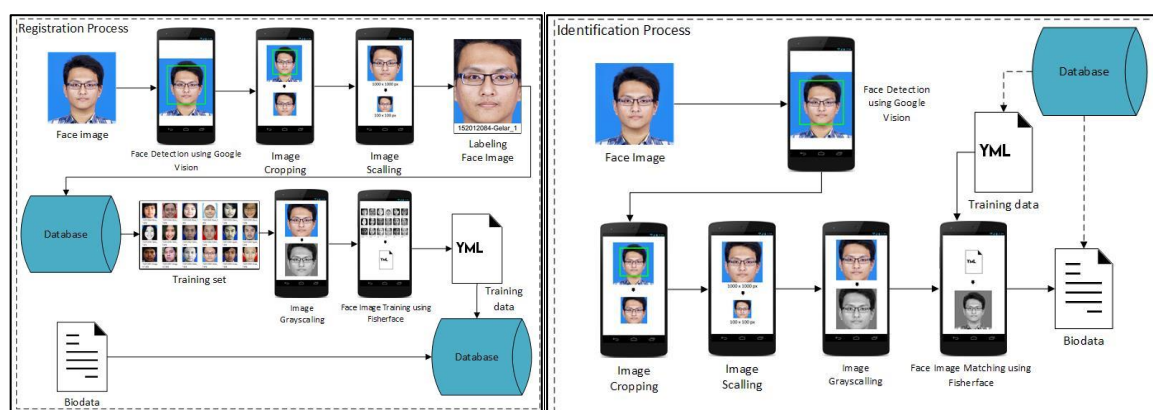 Registration Process
Face image
Face Detection using Google
Vision
Image
Cropping
1000 x 1000 px
100 x 100 px
Image
Scalling
152012084-Gelar_1
Labeling
Face Image
Database
Training set
Image
Grayscaling
YML
Face Image Training using
Fisherface
YML
Training
data
Biodata
Database
Identification Process
Face Image
Face Detection
using Google
Vision
Database
YML
Training data
Image
Cropping
1000 x 1000 px
100 x 100 px
Image
Scalling
Image
Grayscalling
YML
Face Image Matching using
Fisherface
Biodata